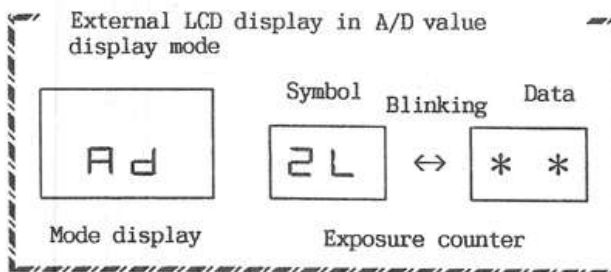 External LCD display in A/D value
display mode
Symbol Blinking Data
Ad 2L ↔ * *
Mode display Exposure counter